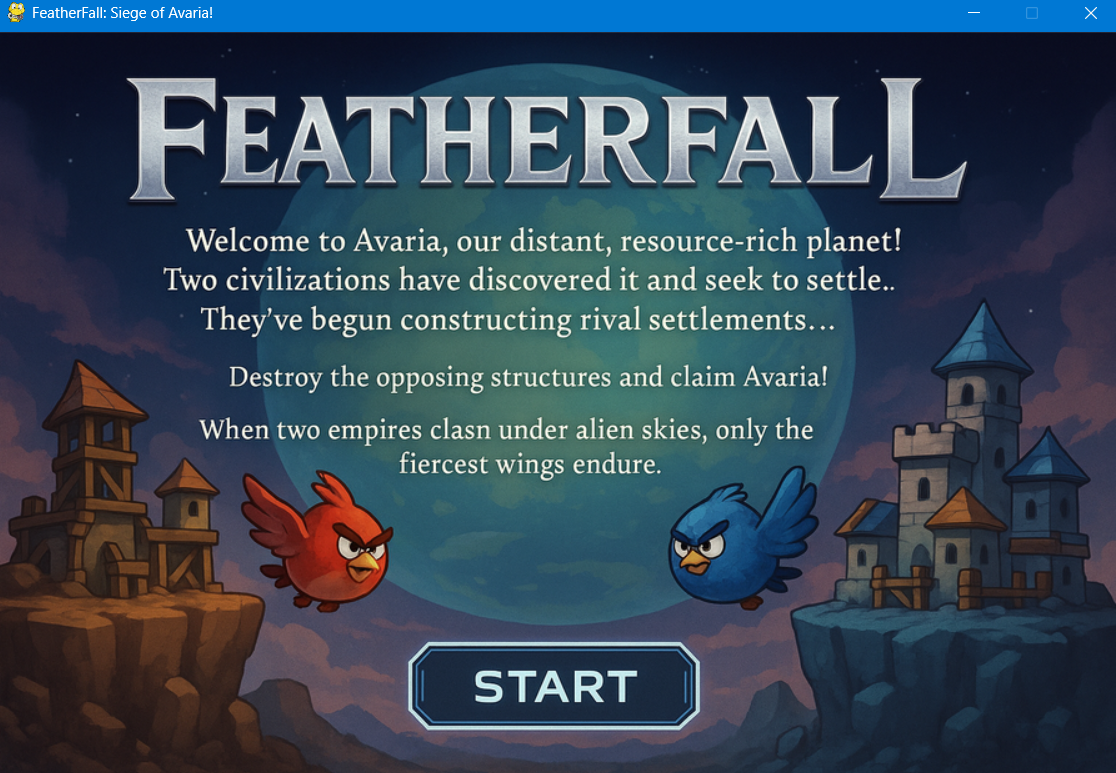 FeatherFall: Siege of Avaria!
FEATHERFALL
Welcome to Avaria, our distant, resource-rich planet!
Two civilizations have discovered it and seek to settle..
They've begun constructing rival settlements...
Destroy the opposing structures and claim Avaria!
When two empires clasn under alien skies, only the
fiercest wings endure.
START